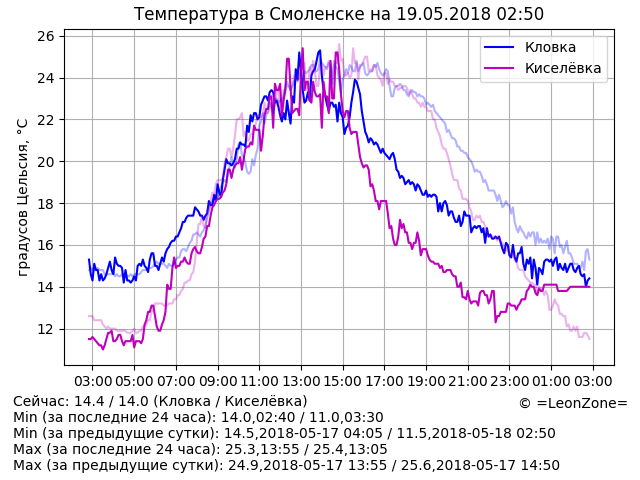 Температура в Смоленске на 19.05.2018 02:50
градусов Цельсия, °C
26
24
22
20
18
16
14
12
Кловка
Киселёвка
03:00 05:00 07:00 09:00 11:00 13:00 15:00 17:00 19:00 21:00 23:00 01:00 03:00
Сейчас: 14.4 / 14.0 (Кловка / Киселёвка)
© =LeonZone=
Min (за последние 24 часа): 14.0,02:40 / 11.0,03:30
Min (за предыдущие сутки): 14.5,2018-05-17 04:05 / 11.5,2018-05-18 02:50
Max (за последние 24 часа): 25.3,13:55 / 25.4,13:05
Max (за предыдущие сутки): 24.9,2018-05-17 13:55 / 25.6,2018-05-17 14:50